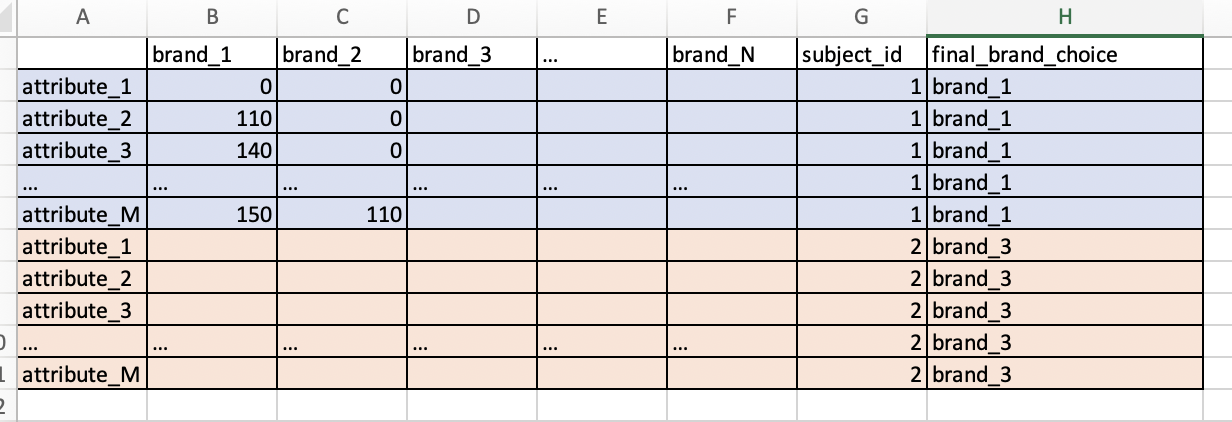 A B C D E F G H
brand_1 brand_2 brand_3 ... brand_N subject_id final_brand_choice
attribute_1 0 0 1 brand_1
attribute_2 110 0 1 brand_1
attribute_3 140 0 1 brand_1
... ... ... ... ... ... 1 brand_1
attribute_M 150 110 1 brand_1
attribute_1 2 brand_3
attribute_2 2 brand_3
attribute_3 2 brand_3
... ... ... ... ... ... 2 brand_3
attribute_M 2 brand_3